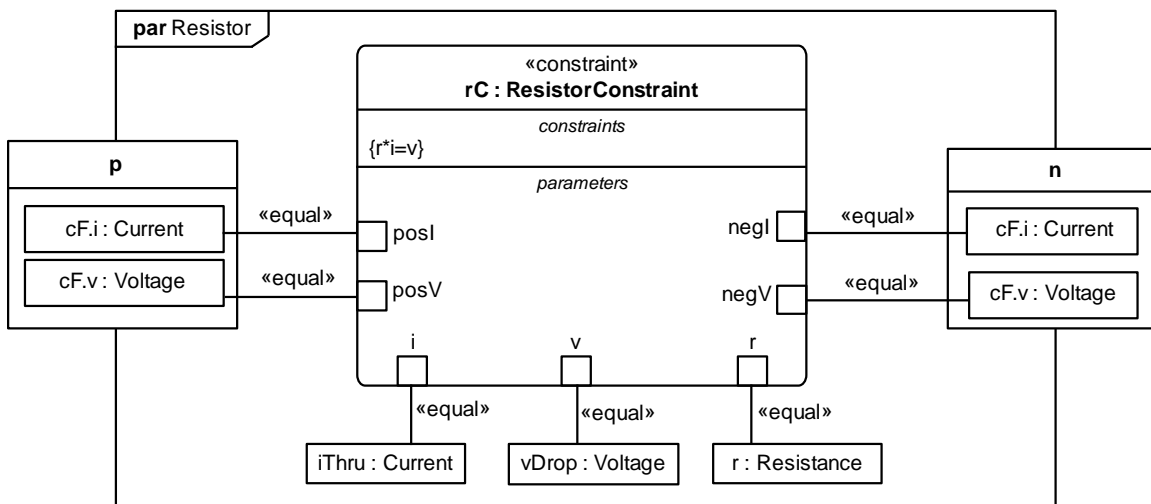 par Resistor
«constraint»
rC : ResistorConstraint
constraints
{r*i=v}
parameters
p
cF.i : Current
cF.v : Voltage
«equal»
«equal»
posI
posV
negI
negV
«equal»
«equal»
n
cF.i : Current
cF.v : Voltage
i
v
r
«equal»
«equal»
«equal»
iThru : Current
vDrop : Voltage
r : Resistance